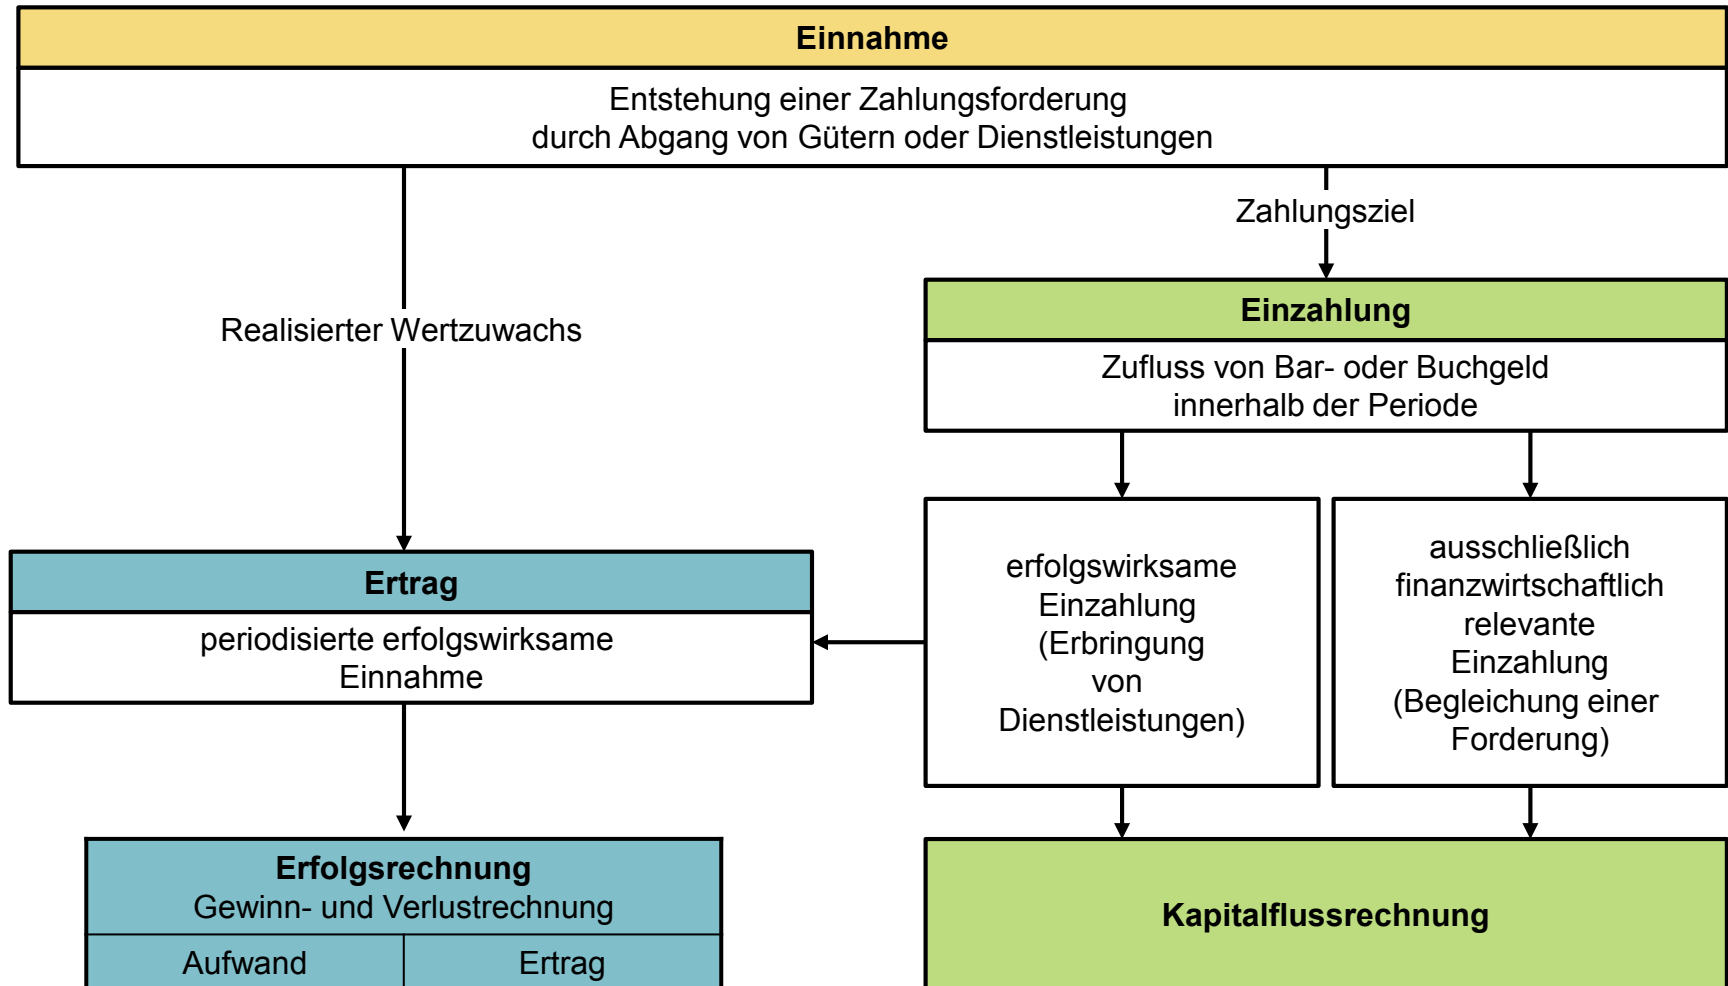 Einnahme
Entstehung einer Zahlungsforderung
durch Abgang von Gütern oder Dienstleistungen
Zahlungsziel
Realisierter Wertzuwachs
Einzahlung
Zufluss von Bar- oder Buchgeld
innerhalb der Periode
Ertrag
periodisierte erfolgswirksame
Einnahme
erfolgswirksame
Einzahlung
(Erbringung
von
Dienstleistungen)
ausschließlich
finanzwirtschaftlich
relevante
Einzahlung
(Begleichung einer
Forderung)
Erfolgsrechnung
Gewinn- und Verlustrechnung
Aufwand
Ertrag
Kapitalflussrechnung